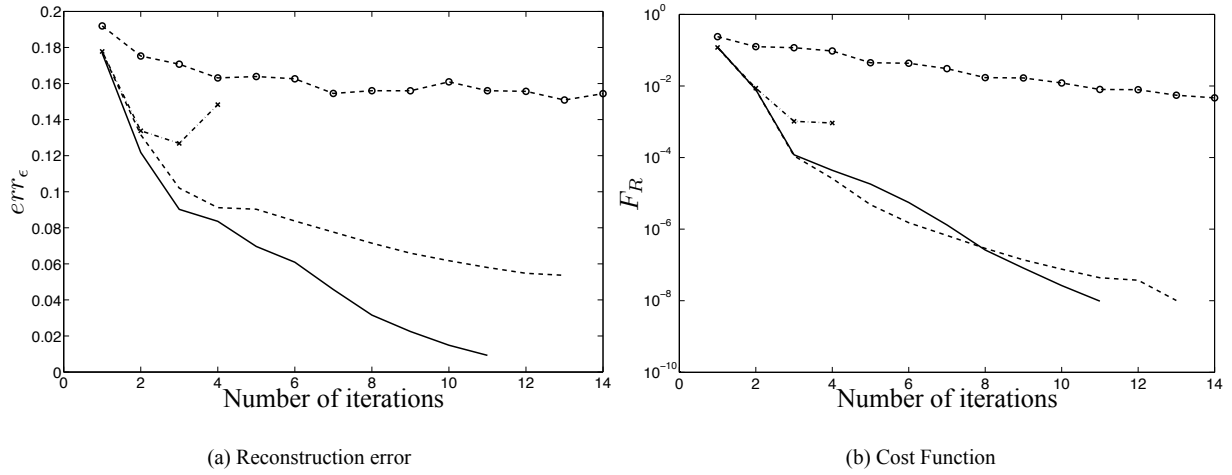 0.2
0.18
0.16
0.14
0.12
0.1
0.08
0.06
0.04
0.02
0
err_ϵ
0 2 4 6 8 10 12 14
Number of iterations
(a) Reconstruction error
10^0
10^−2
10^−4
10^−6
10^−8
10^−10
F_R
0 2 4 6 8 10 12 14
Number of iterations
(b) Cost Function